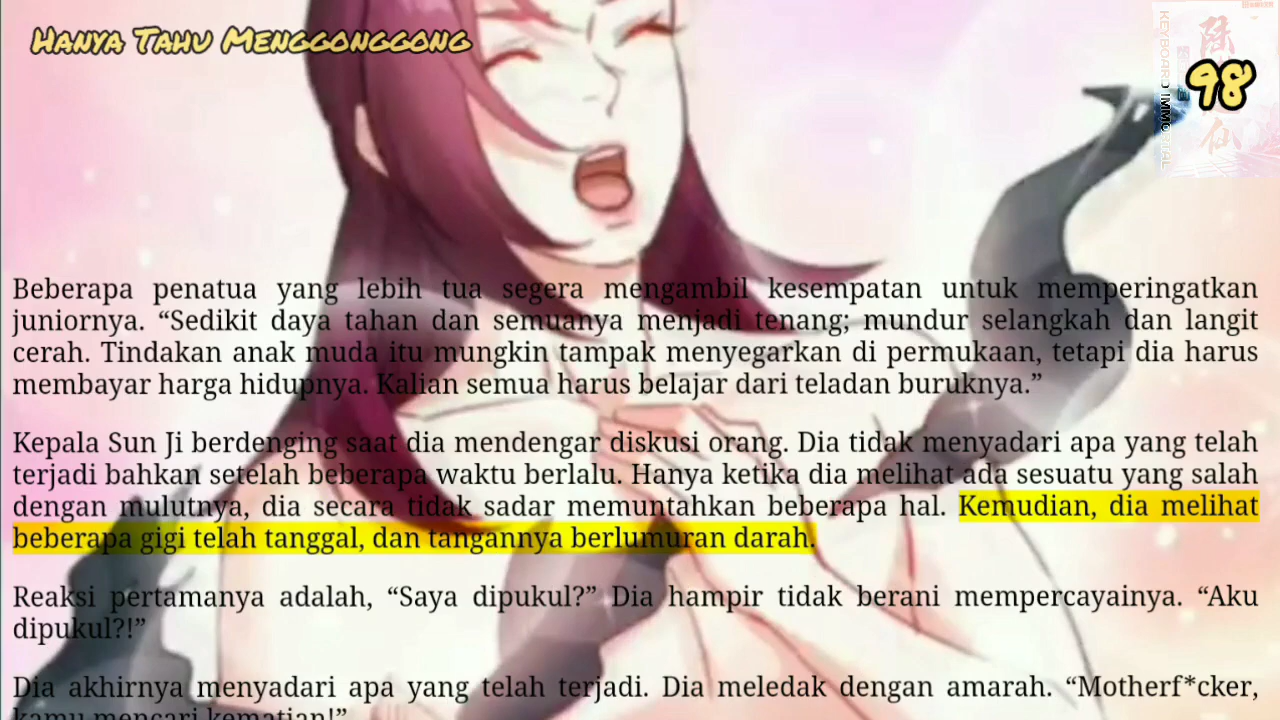 Hanya Tahu Menggonggong
98
KEYBOARD IMMORTAL
仙
Beberapa penatua yang lebih tua segera mengambil kesempatan untuk memperingatkan
juniornya. “Sedikit daya tahan dan semuanya menjadi tenang; mundur selangkah dan langit
cerah. Tindakan anak muda itu mungkin tampak menyegarkan di permukaan, tetapi dia harus
membayar harga hidupnya. Kalian semua harus belajar dari teladan buruknya.”
Kepala Sun Ji berdenging saat dia mendengar diskusi orang. Dia tidak menyadari apa yang telah
terjadi bahkan setelah beberapa waktu berlalu. Hanya ketika dia melihat ada sesuatu yang salah
dengan mulutnya, dia secara tidak sadar memuntahkan beberapa hal. Kemudian, dia melihat
beberapa gigi telah tanggal, dan tangannya berlumuran darah.
Reaksi pertamanya adalah, “Saya dipukul?” Dia hampir tidak berani mempercayainya. “Aku
dipukul?!”
Dia akhirnya menyadari apa yang telah terjadi. Dia meledak dengan amarah. “Motherf*cker,
kamu mencari kematian!”